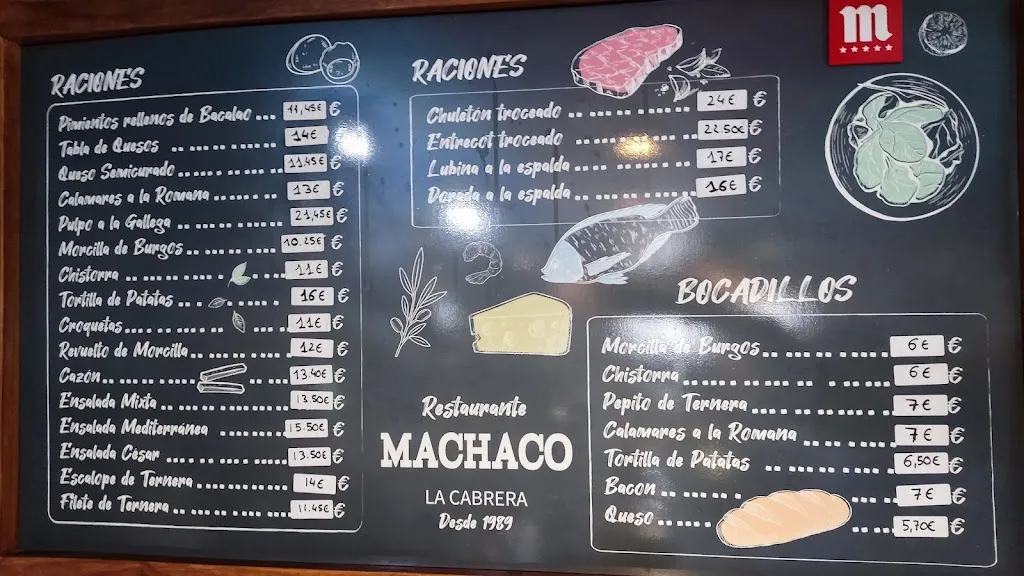 RACIONES
Pimientos rellenos de Bacalao ... 11,45€ €
Tabla de Quesos ... 14€ €
Queso Semicurado ... 11,45€ €
Calamares a la Romana ... 13€ €
Pulpo a la Gallega ... 21,45€ €
Morcilla de Burgos ... 10.25€ €
Chistorra ... 11€ €
Tortilla de Patatas ... 16€ €
Croquetas ... 11€ €
Revuelto de Morcilla ... 12€ €
Cazón ... 13.40€ €
Ensalada Mixta ... 13.50€ €
Ensalada Mediterránea ... 15.50€ €
Ensalada César ... 13.50€ €
Escalope de Ternera ... 14€ €
Filete de Ternera ... 11.45€ €
RACIONES
Chuletón troceado ... 24€ €
Entrecot troceado ... 22.50€ €
Lubina a la espalda ... 17€ €
Dorada a la espalda ... 16€ €
m
Restaurante
MACHACO
LA CABRERA
Desde 1989
BOCADILLOS
Morcilla de Burgos ... 6€ €
Chistorra ... 6€ €
Pepito de Ternera ... 7€ €
Calamares a la Romana ... 7€ €
Tortilla de Patatas ... 6,50€ €
Bacon ... 7€ €
Queso ... 5,70€ €